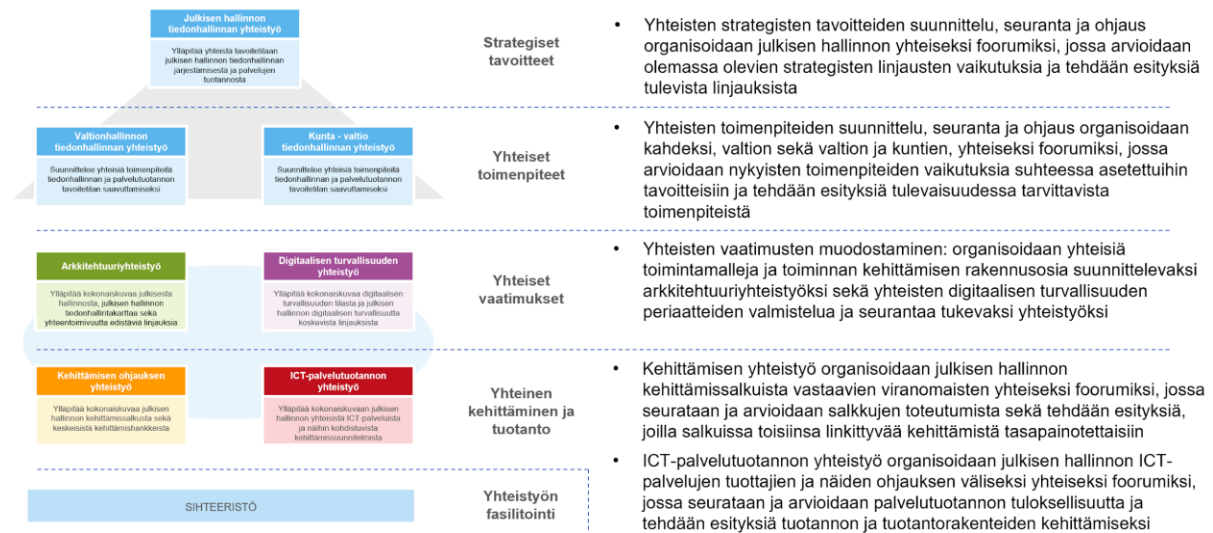 Julkisen hallinnon
tiedonhallinnan yhteistyö
Ylläpitää yhteistä tavoitetilaan
julkisen hallinnon tiedonhallinnan
järjestämisestä ja palvelujen
tuotannosta
Strategiset
tavoitteet
• Yhteisten strategisten tavoitteiden suunnittelu, seuranta ja ohjaus
organisoidaan julkisen hallinnon yhteiseksi foorumiksi, jossa arvioidaan
olemassa olevien strategisten linjausten vaikutuksia ja tehdään esityksiä
tulevista linjauksista
Valtionhallinnon
tiedonhallinnan yhteistyö
Suunnittelee yhteisiä toimenpiteitä
tiedonhallinnan ja palvelutuotannon
tavoitetilan saavuttamiseksi
Kunta - valtio
tiedonhallinnan yhteistyö
Suunnittelee yhteisiä toimenpiteitä
tiedonhallinnan ja palvelutuotannon
tavoitetilan saavuttamiseksi
Yhteiset
toimenpiteet
• Yhteisten toimenpiteiden suunnittelu, seuranta ja ohjaus organisoidaan
kahdeksi, valtion sekä valtion ja kuntien, yhteiseksi foorumiksi, jossa
arvioidaan nykyisten toimenpiteiden vaikutuksia suhteessa asetettuihin
tavoitteisiin ja tehdään esityksiä tulevaisuudessa tarvittavista
toimenpiteistä
Arkkitehtuuriyhteistyö
Ylläpitää kokonaiskuvaa julkisesta
hallinnosta, julkisen hallinnon
tiedonhallintakarttaa sekä
yhteentoimivuutta edistäviä linjauksia
Digitaalisen turvallisuuden
yhteistyö
Ylläpitää kokonaiskuvaa digitaalisen
turvallisuuden tilasta ja julkisen
hallinnon digitaalisen turvallisuutta
koskevista linjauksista
Yhteiset
vaatimukset
• Yhteisten vaatimusten muodostaminen: organisoidaan yhteisiä
toimintamalleja ja toiminnan kehittämisen rakennusosia suunnittelevaksi
arkkitehtuuriyhteistyöksi sekä yhteisten digitaalisen turvallisuuden
periaatteiden valmistelua ja seurantaa tukevaksi yhteistyöksi
Kehittämisen ohjauksen
yhteistyö
Ylläpitää kokonaiskuvaa julkisen
hallinnon kehittämissalkusta sekä
keskeisistä kehittämishankkeista
ICT-palvelutuotannon
yhteistyö
Ylläpitää kokonaiskuvaan julkisen
hallinnon yhteisistä ICT-palveluista
ja näihin kohdistuvista
kehittämissuunnitelmista
Yhteinen
kehittäminen ja
tuotanto
• Kehittämisen yhteistyö organisoidaan julkisen hallinnon
kehittämissalkuista vastaavien viranomaisten yhteiseksi foorumiksi, jossa
seurataan ja arvioidaan salkkujen toteutumista sekä tehdään esityksiä,
joilla salkuissa toisiinsa linkittyvää kehittämistä tasapainotettaisiin
• ICT-palvelutuotannon yhteistyö organisoidaan julkisen hallinnon ICT-
palvelujen tuottajien ja näiden ohjauksen väliseksi yhteiseksi foorumiksi,
jossa seurataan ja arvioidaan palvelutuotannon tuloksellisuutta ja
tehdään esityksiä tuotannon ja tuotantorakenteiden kehittämiseksi
SIHTEERISTÖ
Yhteistyön
fasilitointi